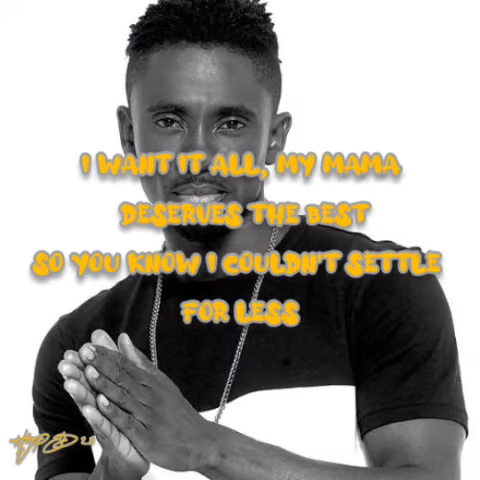 I WANT IT ALL, MY MAMA
DESERVES THE BEST
SO YOU KNOW I COULDN'T SETTLE
FOR LESS